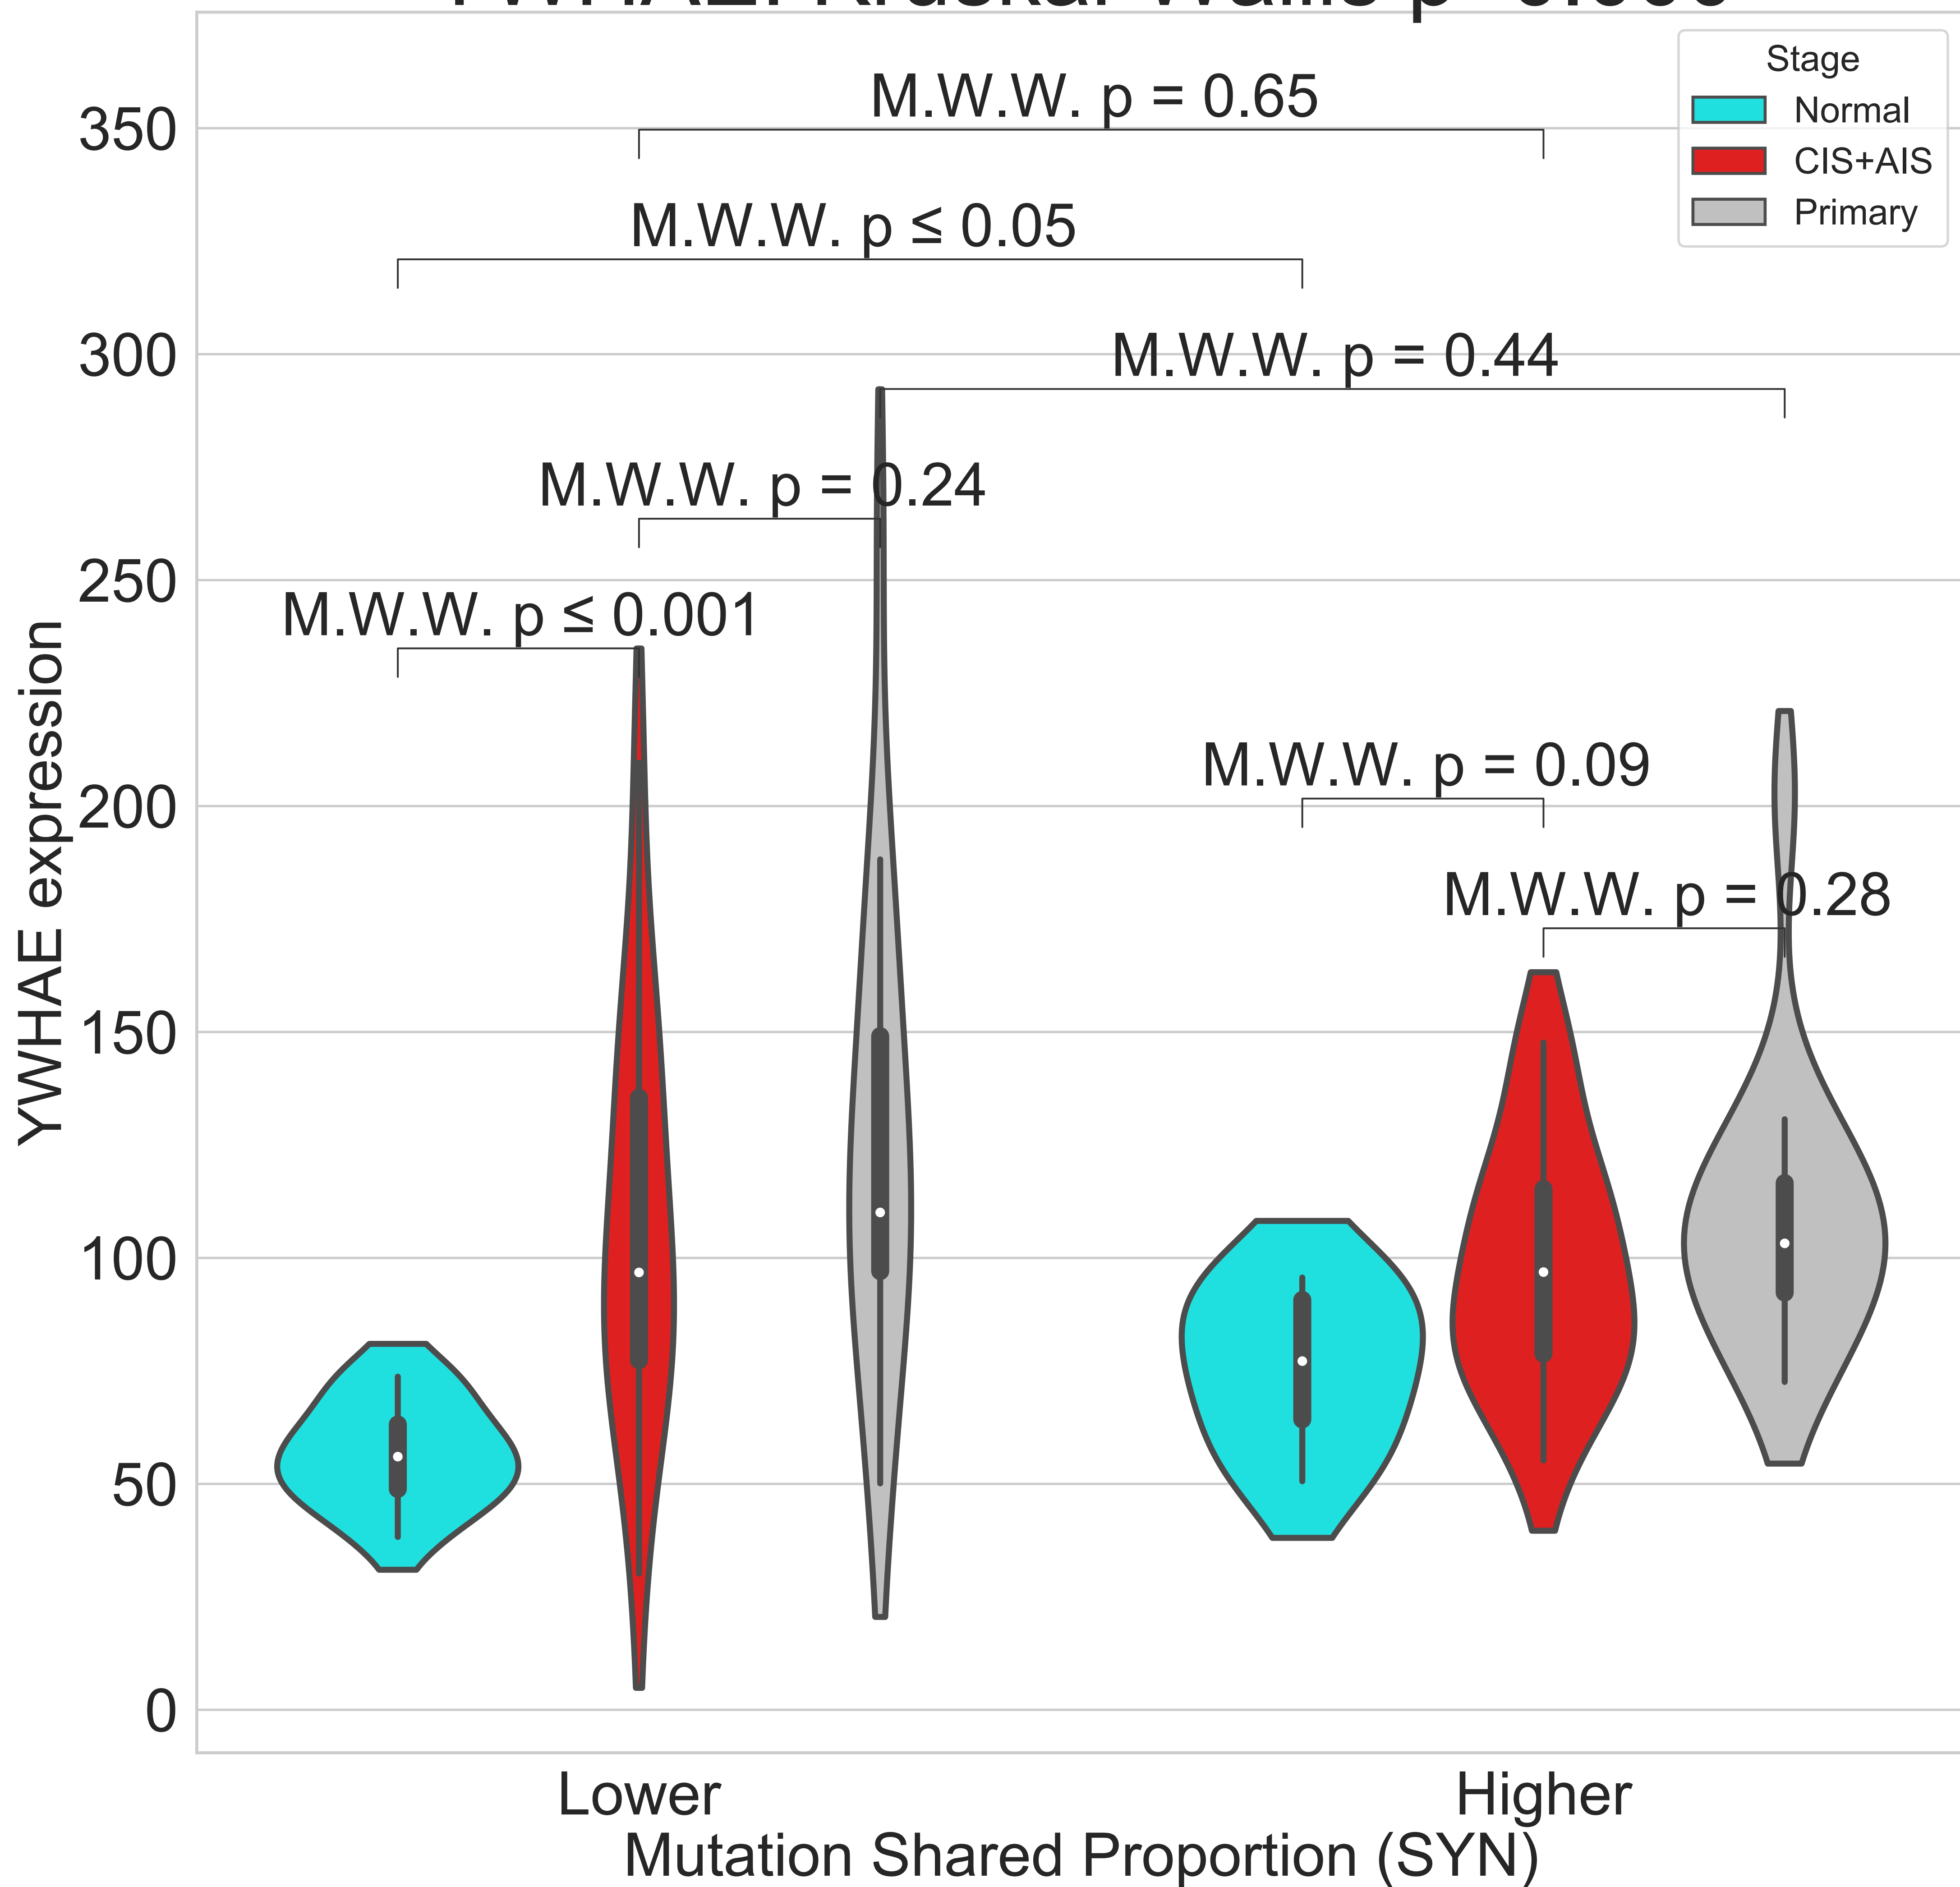 Stage
Normal
CIS+AIS
Primary
M.W.W. p = 0.65
M.W.W. p ≤ 0.05
M.W.W. p = 0.44
M.W.W. p = 0.24
M.W.W. p ≤ 0.001
M.W.W. p = 0.09
M.W.W. p = 0.28
350
300
250
200
150
100
50
0
YWHAE expression
Lower
Higher
Mutation Shared Proportion (SYN)